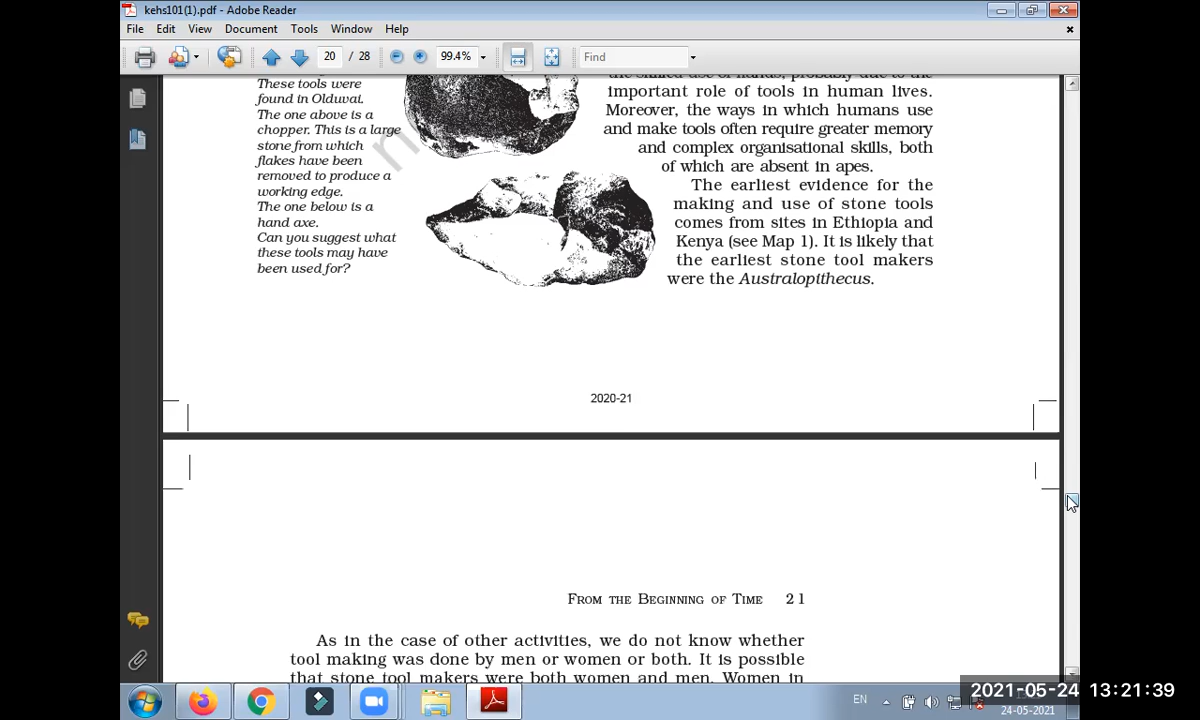 kehs101(1).pdf - Adobe Reader
File Edit View Document Tools Window Help
20 / 28 99.4% Find
These tools were
found in Olduvai.
The one above is a
chopper. This is a large
stone from which
flakes have been
removed to produce a
working edge.
The one below is a
hand axe.
Can you suggest what
these tools may have
been used for?
the skilled use of hands, probably due to the
important role of tools in human lives.
Moreover, the ways in which humans use
and make tools often require greater memory
and complex organisational skills, both
of which are absent in apes.
The earliest evidence for the
making and use of stone tools
comes from sites in Ethiopia and
Kenya (see Map 1). It is likely that
the earliest stone tool makers
were the Australopithecus.
2020-21
From the Beginning of Time 21
As in the case of other activities, we do not know whether
tool making was done by men or women or both. It is possible
that stone tool makers were both women and men. Women in
EN
2021-05-24 13:21:39
24-05-2021